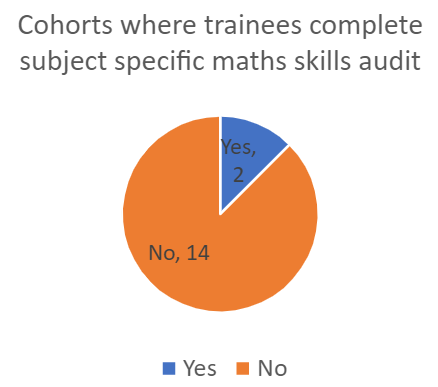 Cohorts where trainees complete
subject specific maths skills audit
Yes,
2
No, 14
Yes No